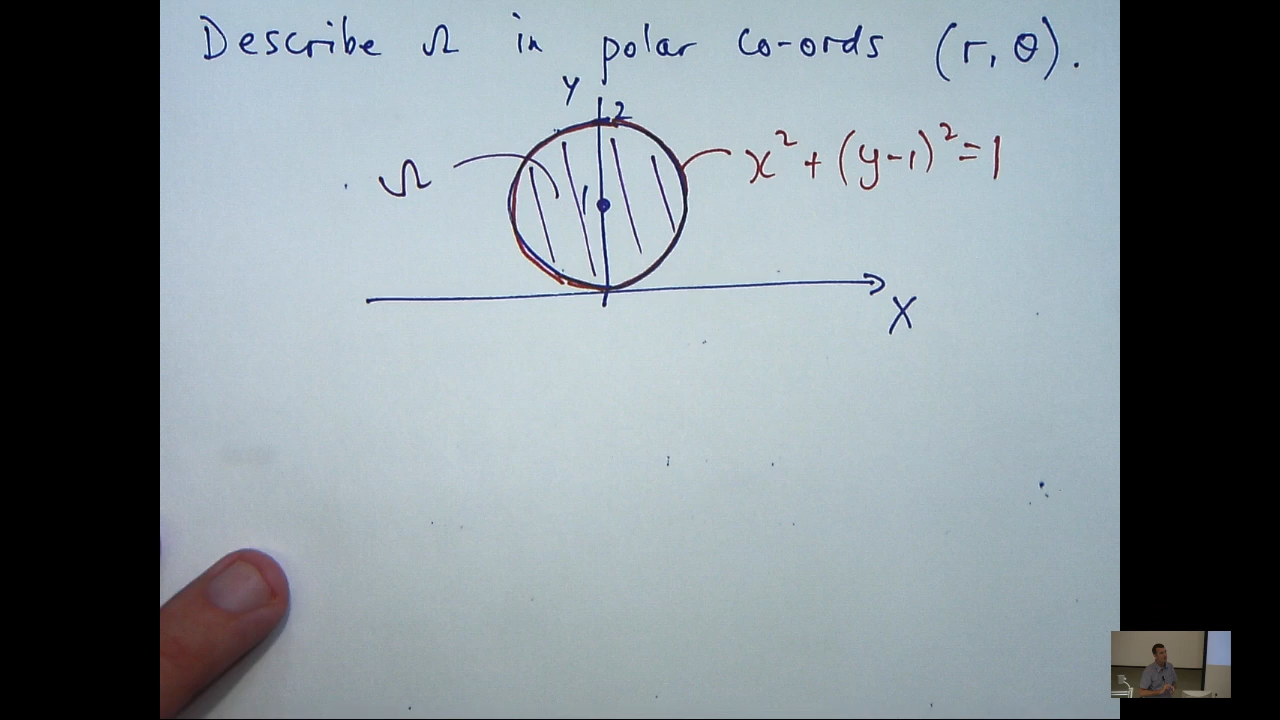 Describe Ω in polar co-ords (r, θ).
y
2
x² + (y-1)² = 1
Ω
1
x